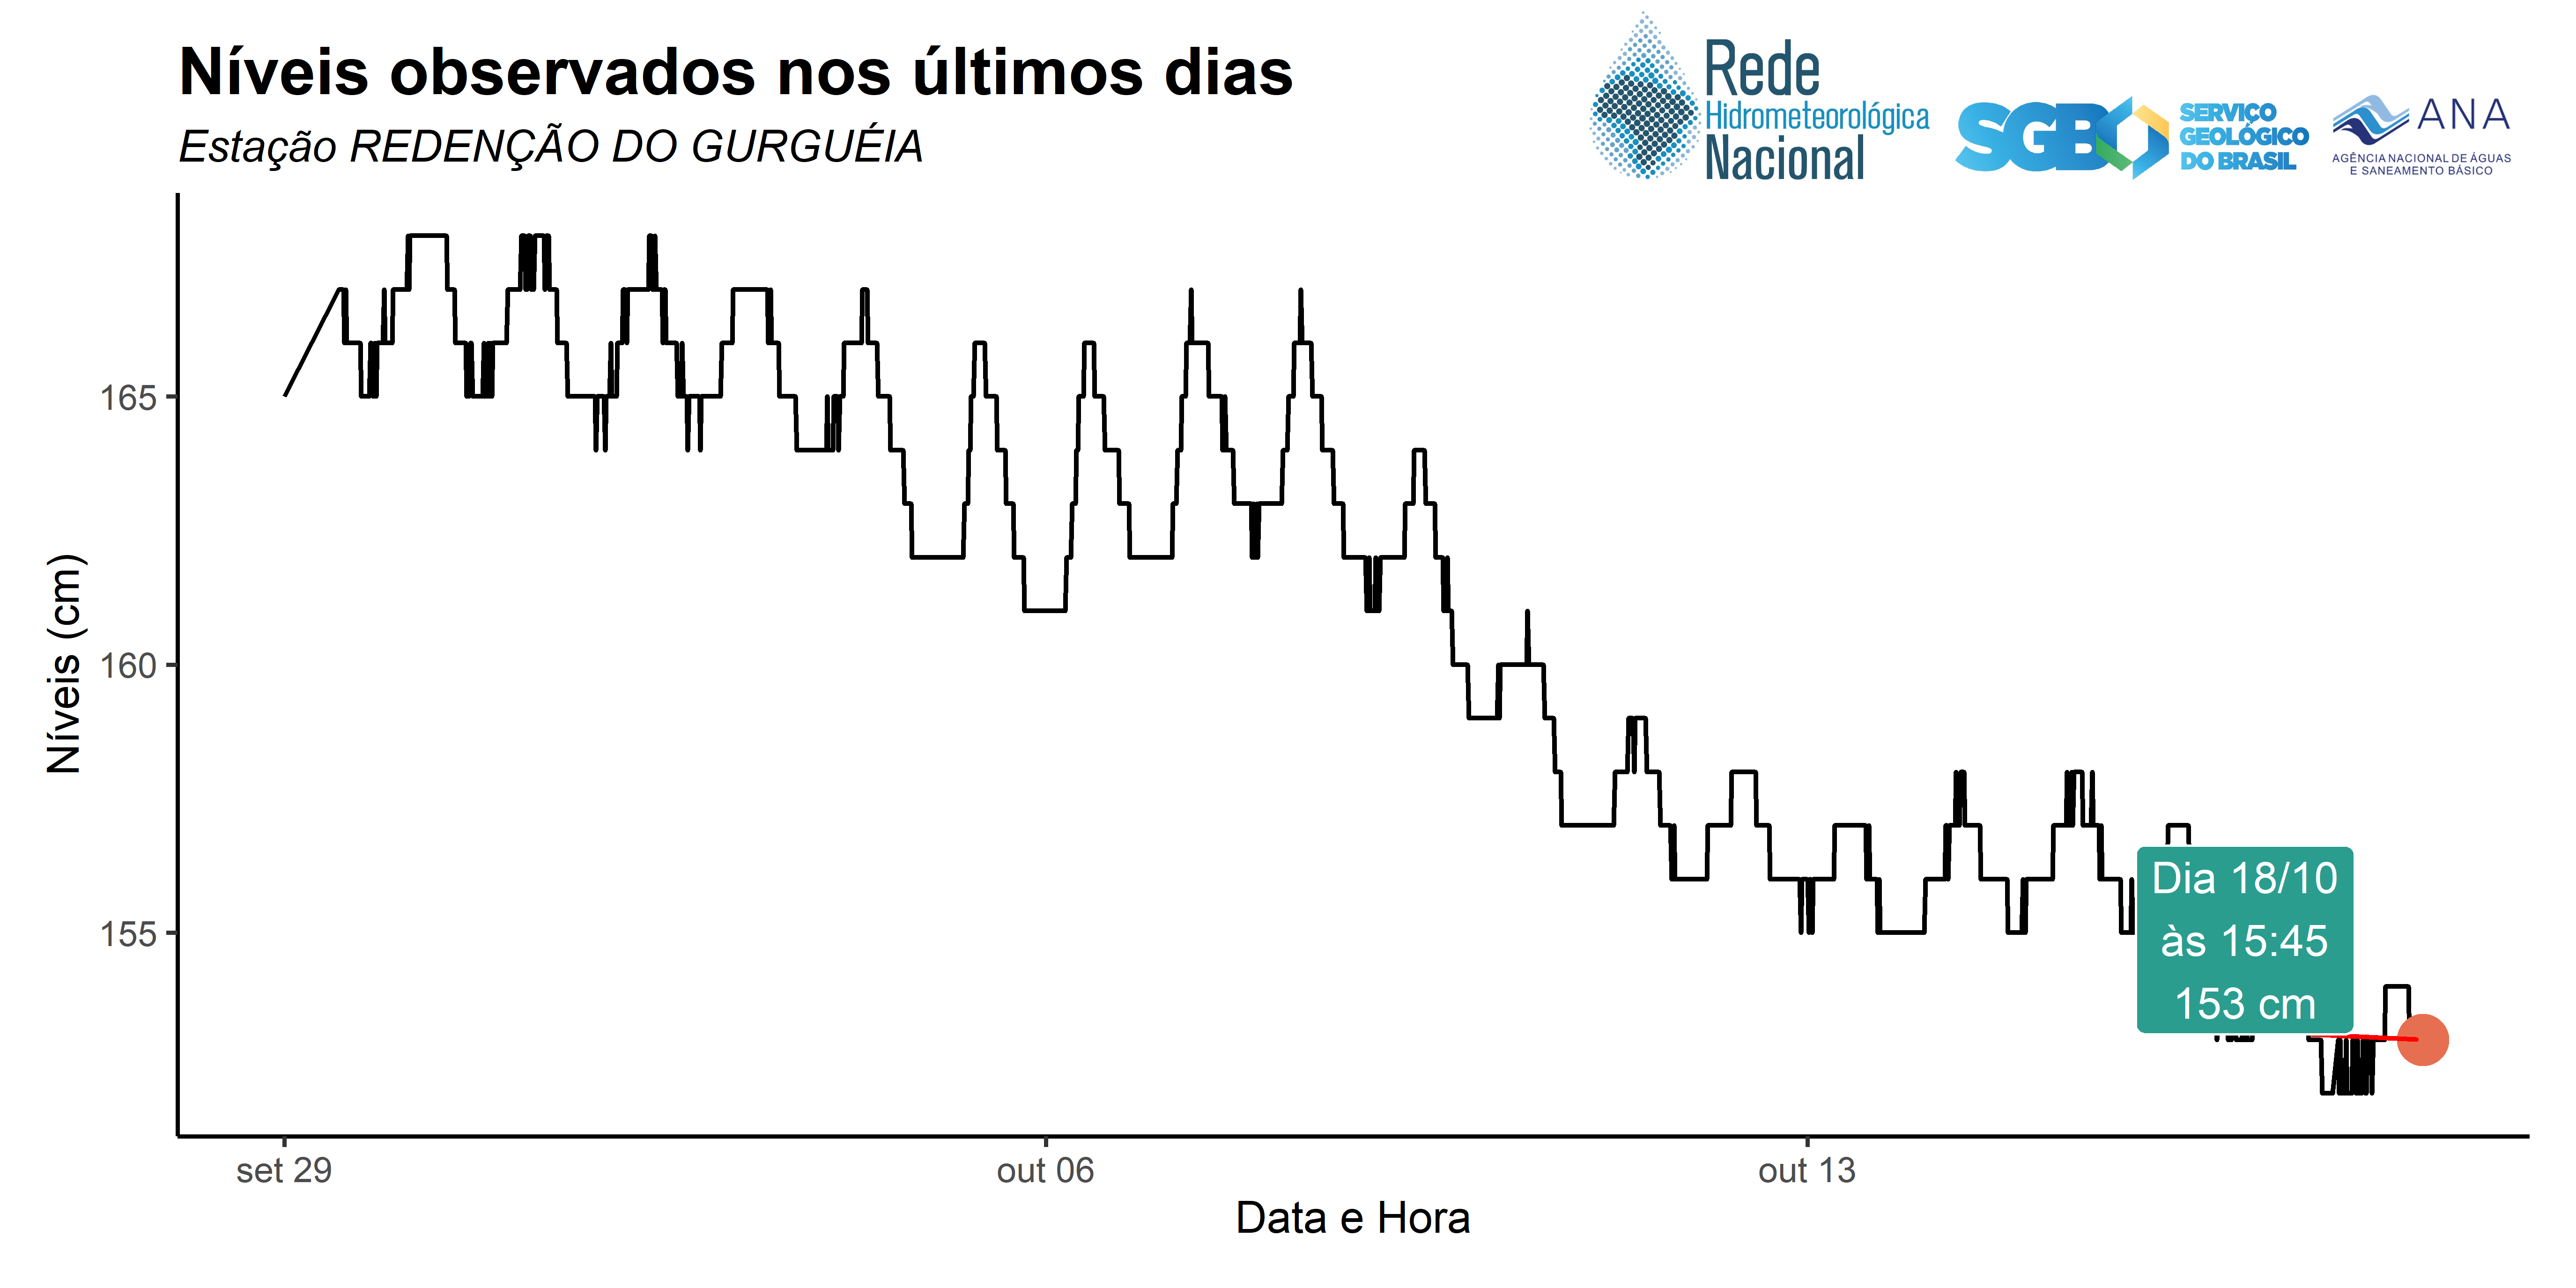 Níveis observados nos últimos dias
Estação REDENÇÃO DO GURGUÉIA
Rede
Hidrometeorológica
Nacional
SGB
SERVIÇO
GEOLÓGICO
DO BRASIL
ANA
AGÊNCIA NACIONAL DE ÁGUAS
E SANEAMENTO BÁSICO
Níveis (cm)
165
160
155
Dia 18/10
às 15:45
153 cm
set 29
out 06
out 13
Data e Hora